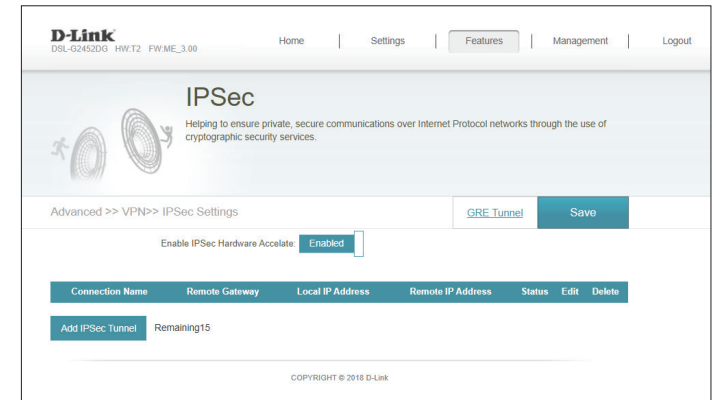 D-Link
DSL-G2452DG HW:T2 FW:ME_3.00
Home | Settings | Features | Management | Logout
IPSec
Helping to ensure private, secure communications over Internet Protocol networks through the use of
cryptographic security services.
Advanced >> VPN>> IPSec Settings
GRE Tunnel
Save
Enable IPSec Hardware Accelate: Enabled
Connection Name Remote Gateway Local IP Address Remote IP Address Status Edit Delete
Add IPSec Tunnel Remaining15
COPYRIGHT © 2018 D-Link